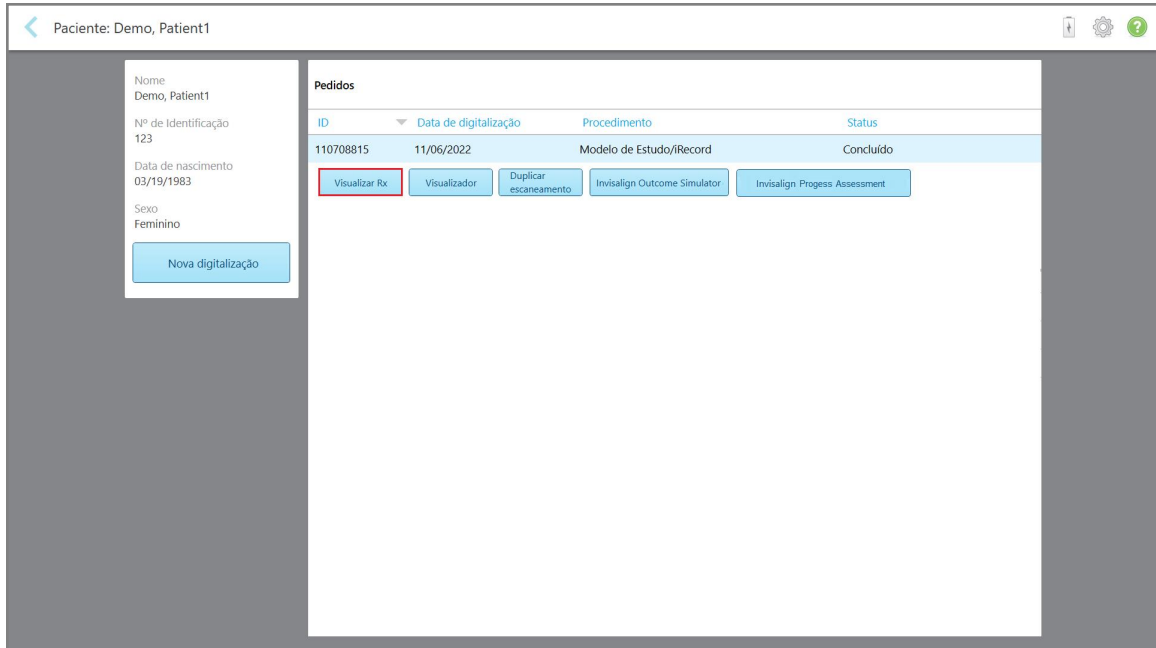 Paciente: Demo, Patient1
?
Nome
Demo, Patient1
Nº de Identificação
123
Data de nascimento
03/19/1983
Sexo
Feminino
Nova digitalização
Pedidos
ID Data de digitalização Procedimento Status
110708815 11/06/2022 Modelo de Estudo/iRecord Concluído
Visualizar Rx Visualizador Duplicar escaneamento Invisalign Outcome Simulator Invisalign Progess Assessment